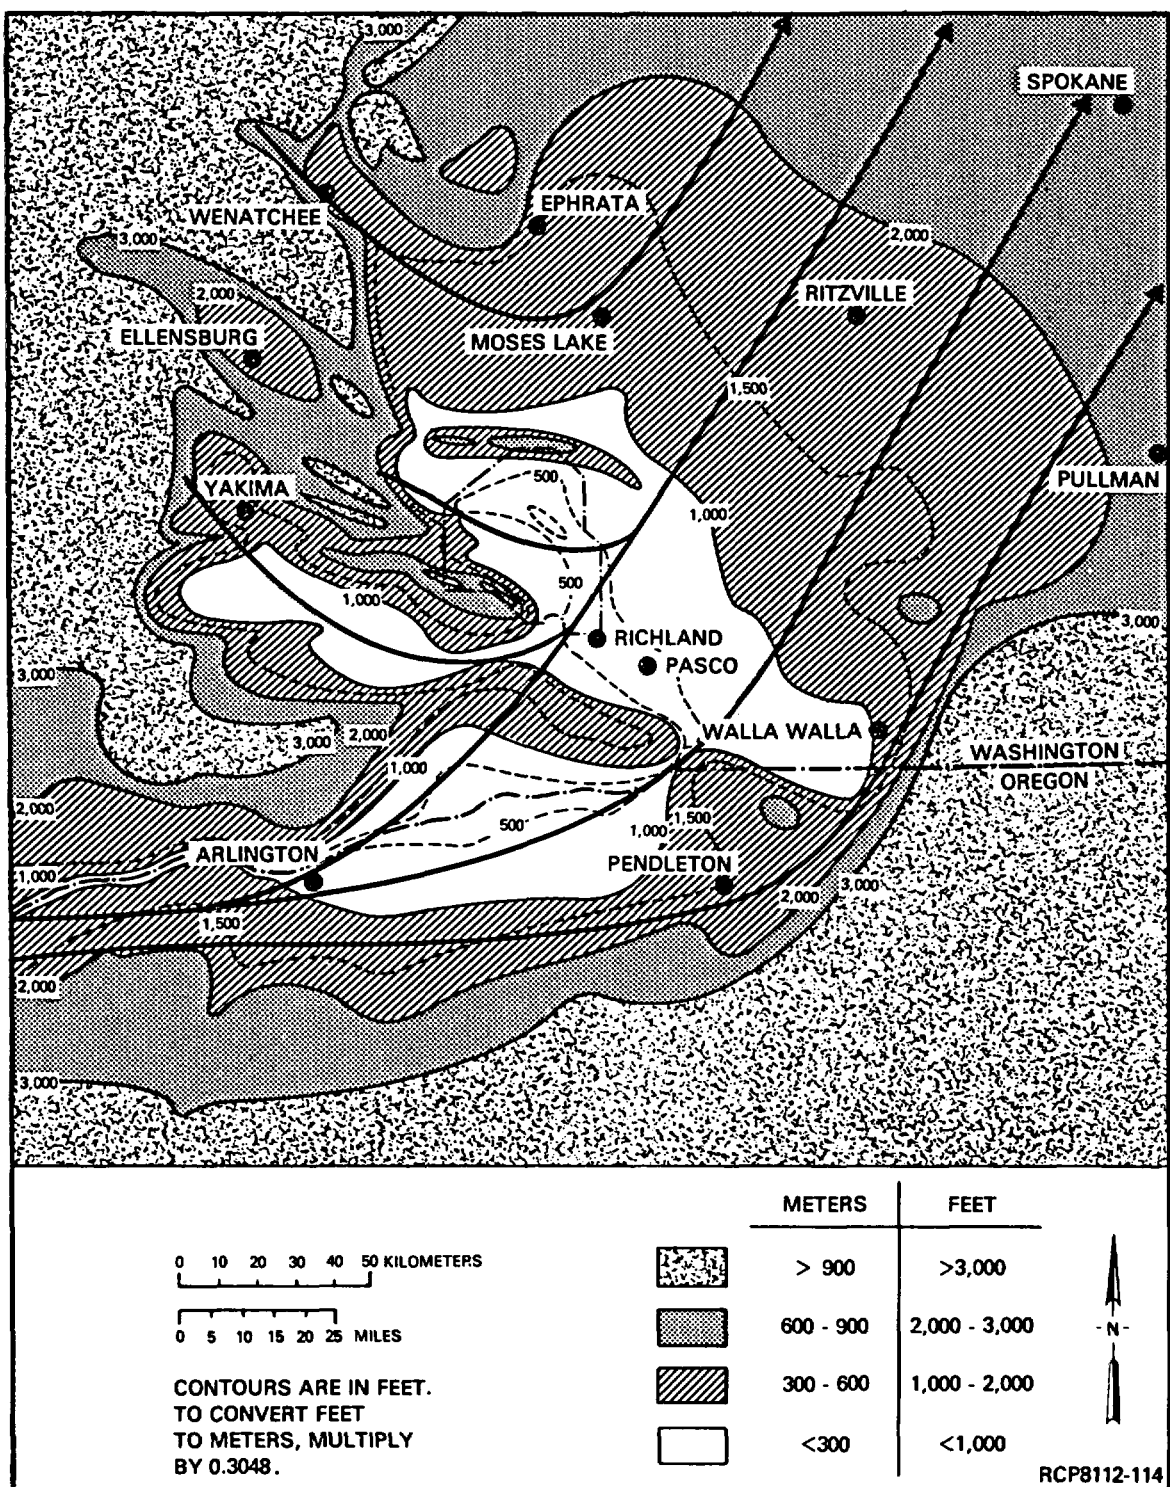 3,000
SPOKANE
EPHRATA
WENATCHEE
3,000
2,000
2,000
RITZVILLE
ELLENSBURG
MOSES LAKE
1,500
YAKIMA
500
PULLMAN
1,000
500
1,000
3,000
RICHLAND
PASCO
3,000
WALLA WALLA
2,000
3,000
WASHINGTON
OREGON
1,000
2,000
500
1,500
1,000
ARLINGTON
PENDLETON
1,000
3,000
2,000
1,500
2,000
3,000
METERS FEET
> 900 >3,000
600 - 900 2,000 - 3,000
300 - 600 1,000 - 2,000
<300 <1,000
0 10 20 30 40 50 KILOMETERS
0 5 10 15 20 25 MILES
CONTOURS ARE IN FEET.
TO CONVERT FEET
TO METERS, MULTIPLY
BY 0.3048.
-N-
RCP8112-114